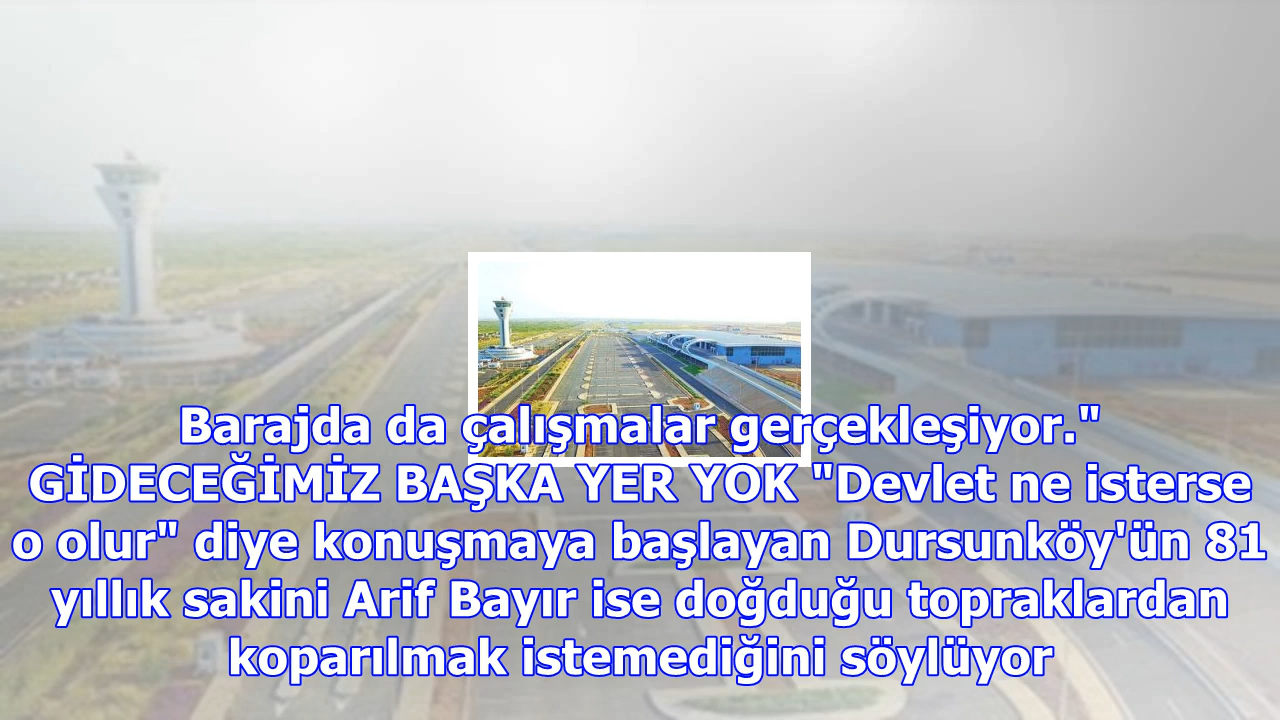 Barajda da çalışmalar gerçekleşiyor."
GİDECEĞİMİZ BAŞKA YER YOK "Devlet ne isterse
o olur" diye konuşmaya başlayan Dursunköy'ün 81
yıllık sakini Arif Bayır ise doğduğu topraklardan
koparılmak istemediğini söylüyor